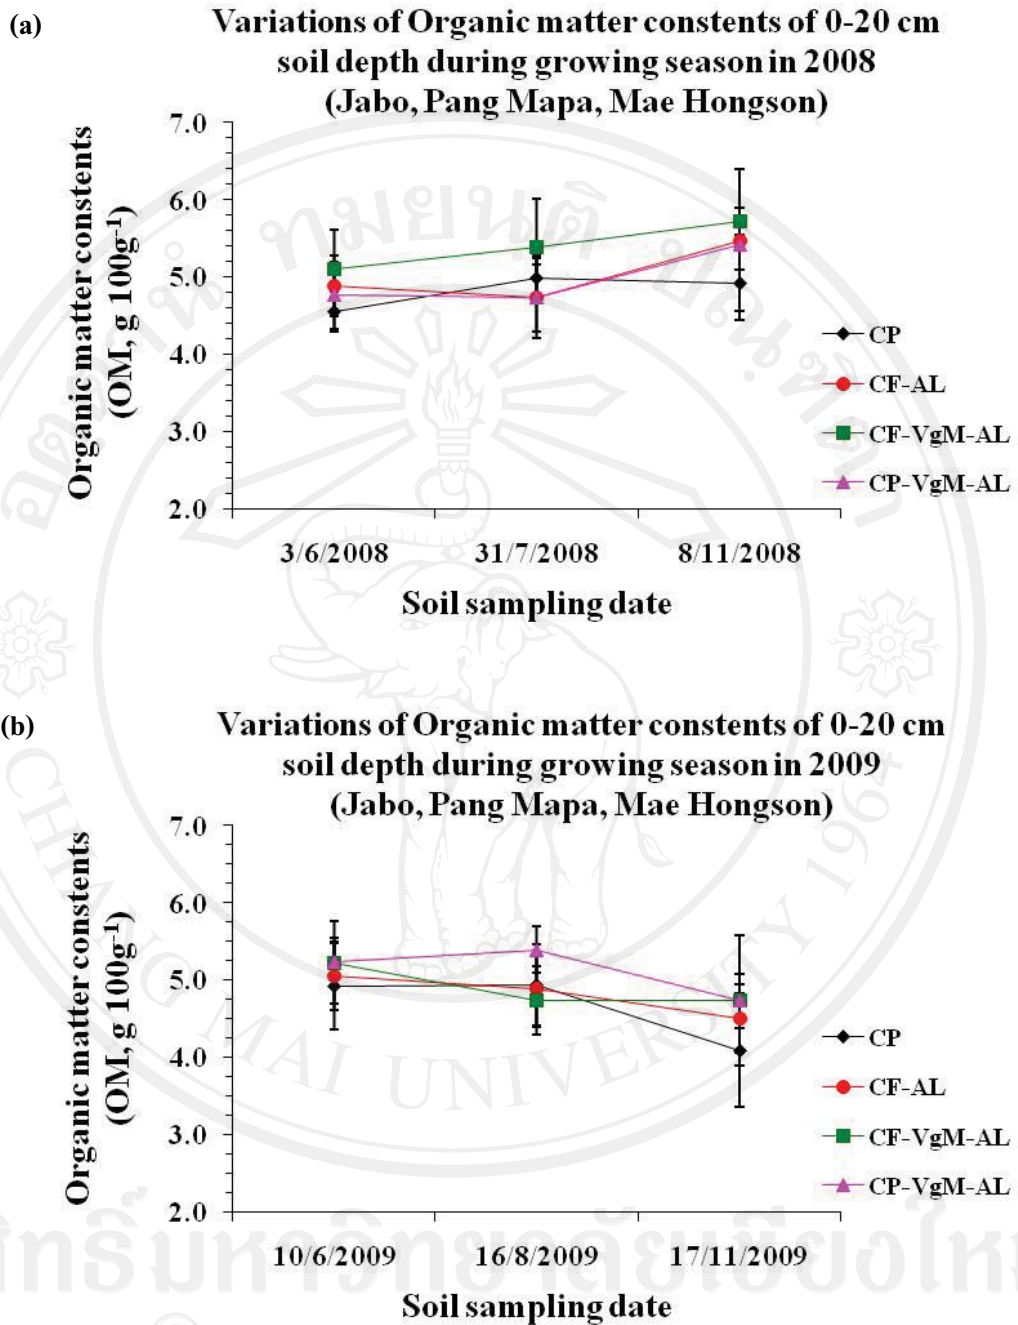 (a)
Variations of Organic matter constents of 0-20 cm
soil depth during growing season in 2008
(Jabo, Pang Mapa, Mae Hongson)
Organic matter constents
(OM, g 100g⁻¹)
7.0
6.0
5.0
4.0
3.0
2.0
CP
CF-AL
CF-VgM-AL
CP-VgM-AL
3/6/2008 31/7/2008 8/11/2008
Soil sampling date
(b)
Variations of Organic matter constents of 0-20 cm
soil depth during growing season in 2009
(Jabo, Pang Mapa, Mae Hongson)
Organic matter constents
(OM, g 100g⁻¹)
7.0
6.0
5.0
4.0
3.0
2.0
CP
CF-AL
CF-VgM-AL
CP-VgM-AL
10/6/2009 16/8/2009 17/11/2009
Soil sampling date
CHIANG MAI UNIVERSITY 1964